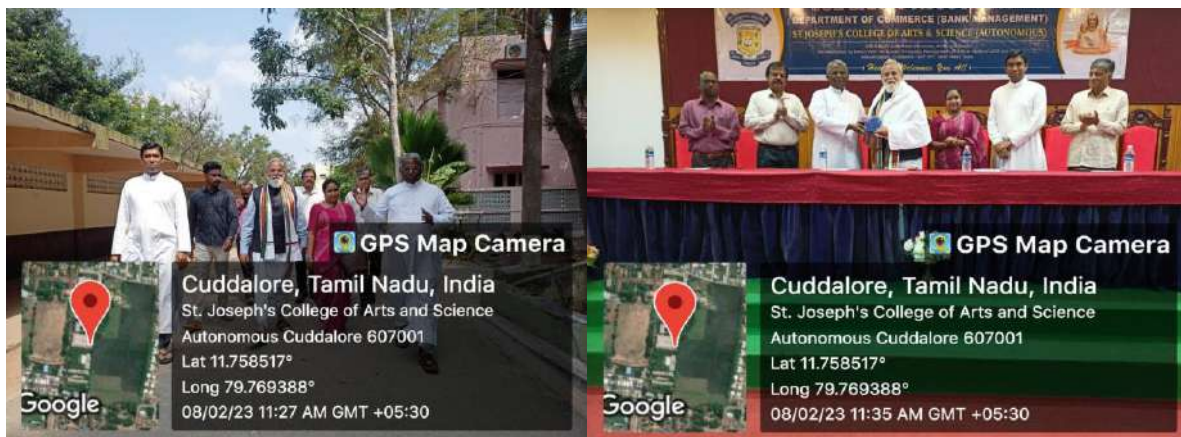 GPS Map Camera
Cuddalore, Tamil Nadu, India
St. Joseph's College of Arts and Science
Autonomous Cuddalore 607001
Lat 11.758517°
Long 79.769388°
08/02/23 11:27 AM GMT +05:30
Google
DEPARTMENT OF COMMERCE (BANK MANAGEMENT)
ST JOSEPH'S COLLEGE OF ARTS & SCIENCE (AUTONOMOUS)
Welcomes You All
GPS Map Camera
Cuddalore, Tamil Nadu, India
St. Joseph's College of Arts and Science
Autonomous Cuddalore 607001
Lat 11.758517°
Long 79.769388°
08/02/23 11:35 AM GMT +05:30
Google